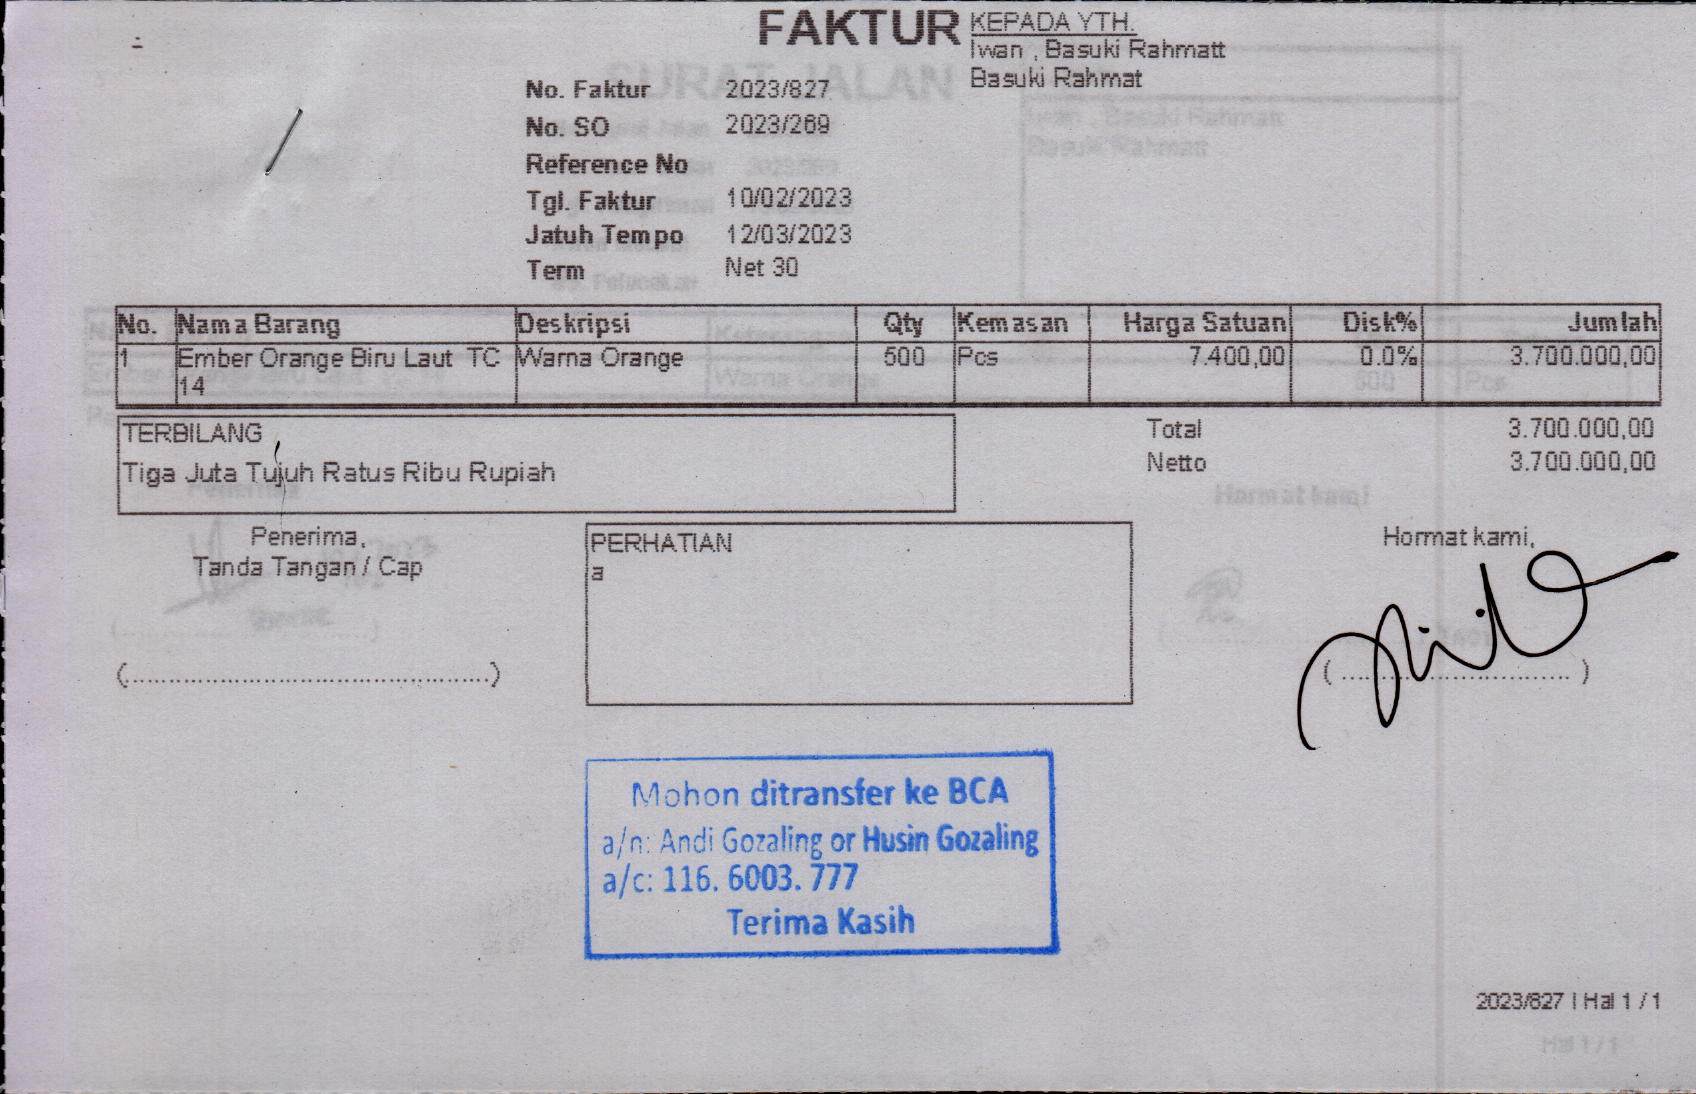 FAKTUR
KEPADA YTH.
Iwan , Basuki Rahmatt
Basuki Rahmat
No. Faktur 2023/827
No. SO 2023/269
Reference No
Tgl. Faktur 10/02/2023
Jatuh Tempo 12/03/2023
Term Net 30
No. Nama Barang Deskripsi Qty Kemasan Harga Satuan Disk% Jumlah
1 Ember Orange Biru Laut TC Warna Orange 500 Pcs 7.400,00 0.0% 3.700.000,00
14
TERBILANG
Tiga Juta Tujuh Ratus Ribu Rupiah
Total 3.700.000,00
Netto 3.700.000,00
Penerima,
Tanda Tangan / Cap
(................................................)
PERHATIAN
a
Hormat kami,
(..............................)
Mohon ditransfer ke BCA
a/n: Andi Gozaling or Husin Gozaling
a/c: 116. 6003. 777
Terima Kasih
2023/827 | Hal 1 / 1